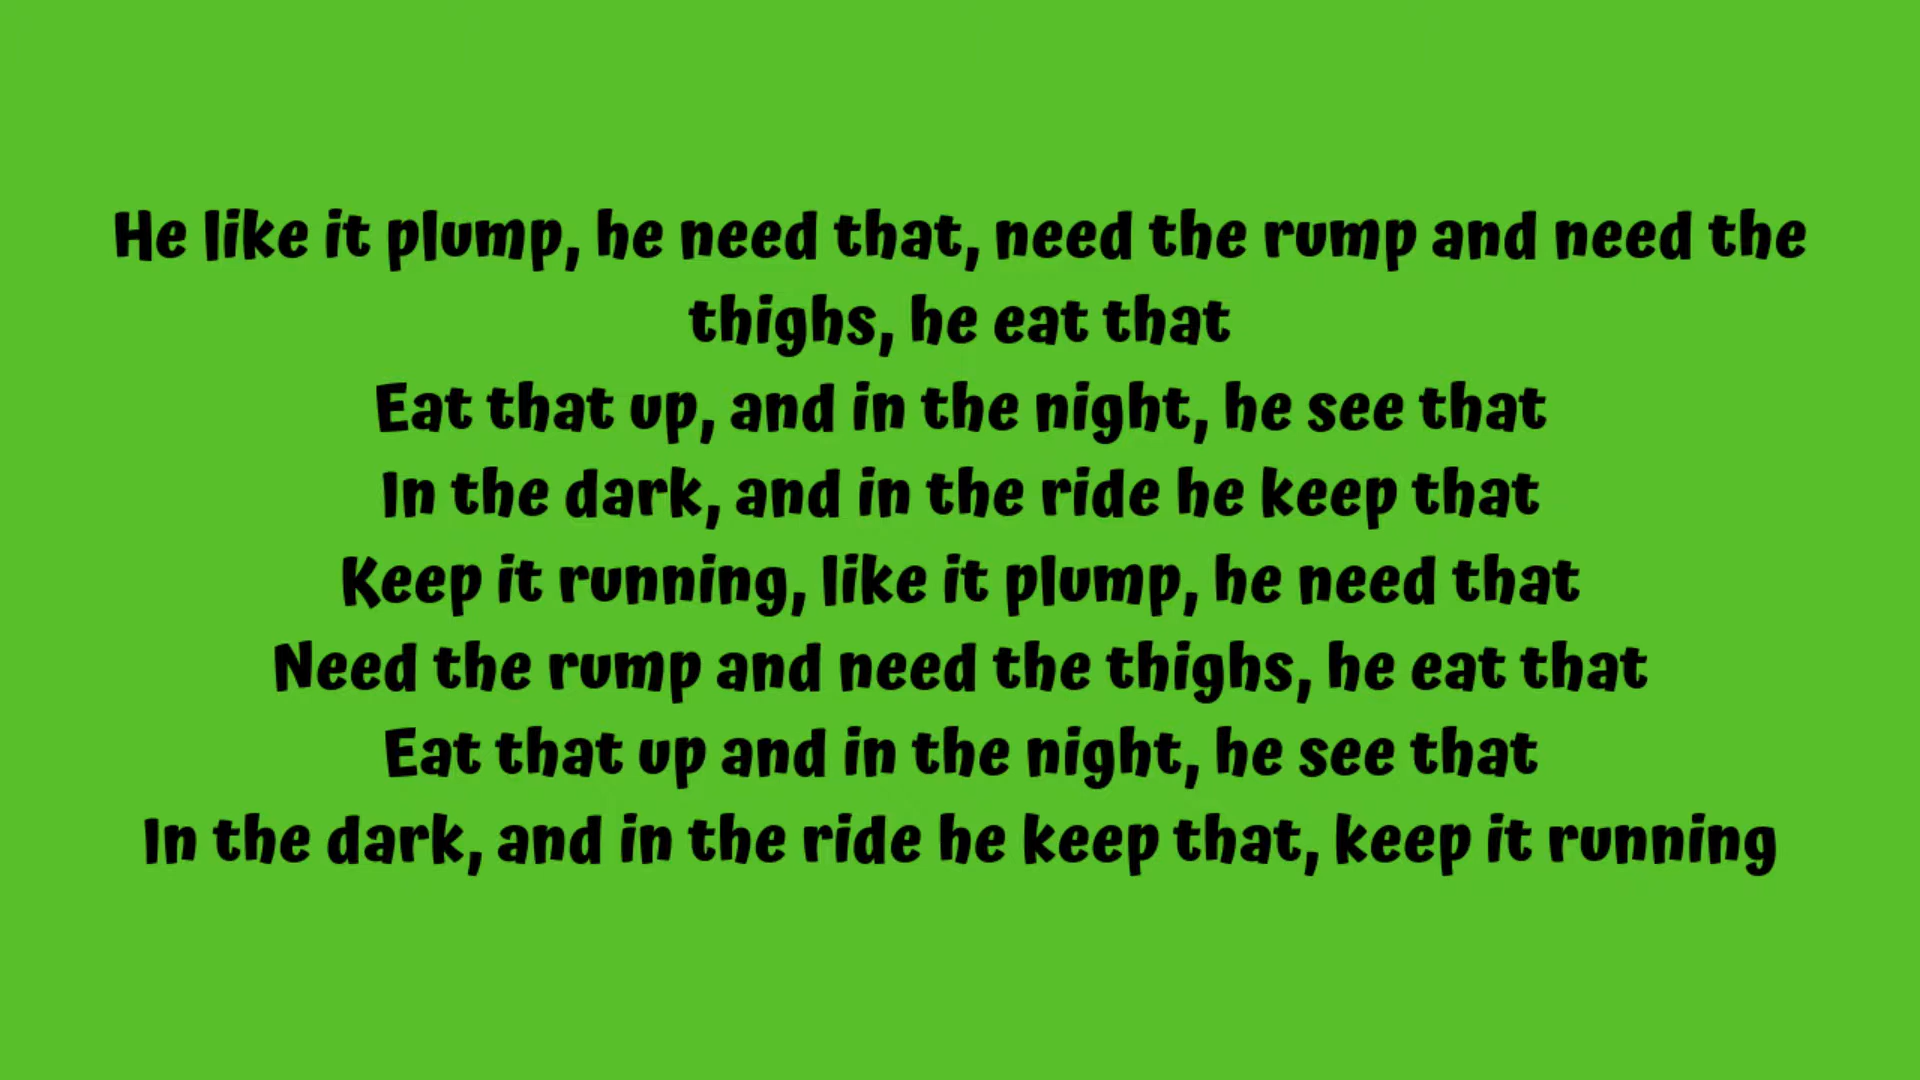 He like it plump, he need that, need the rump and need the
thighs, he eat that
Eat that up, and in the night, he see that
In the dark, and in the ride he keep that
Keep it running, like it plump, he need that
Need the rump and need the thighs, he eat that
Eat that up and in the night, he see that
In the dark, and in the ride he keep that, keep it running